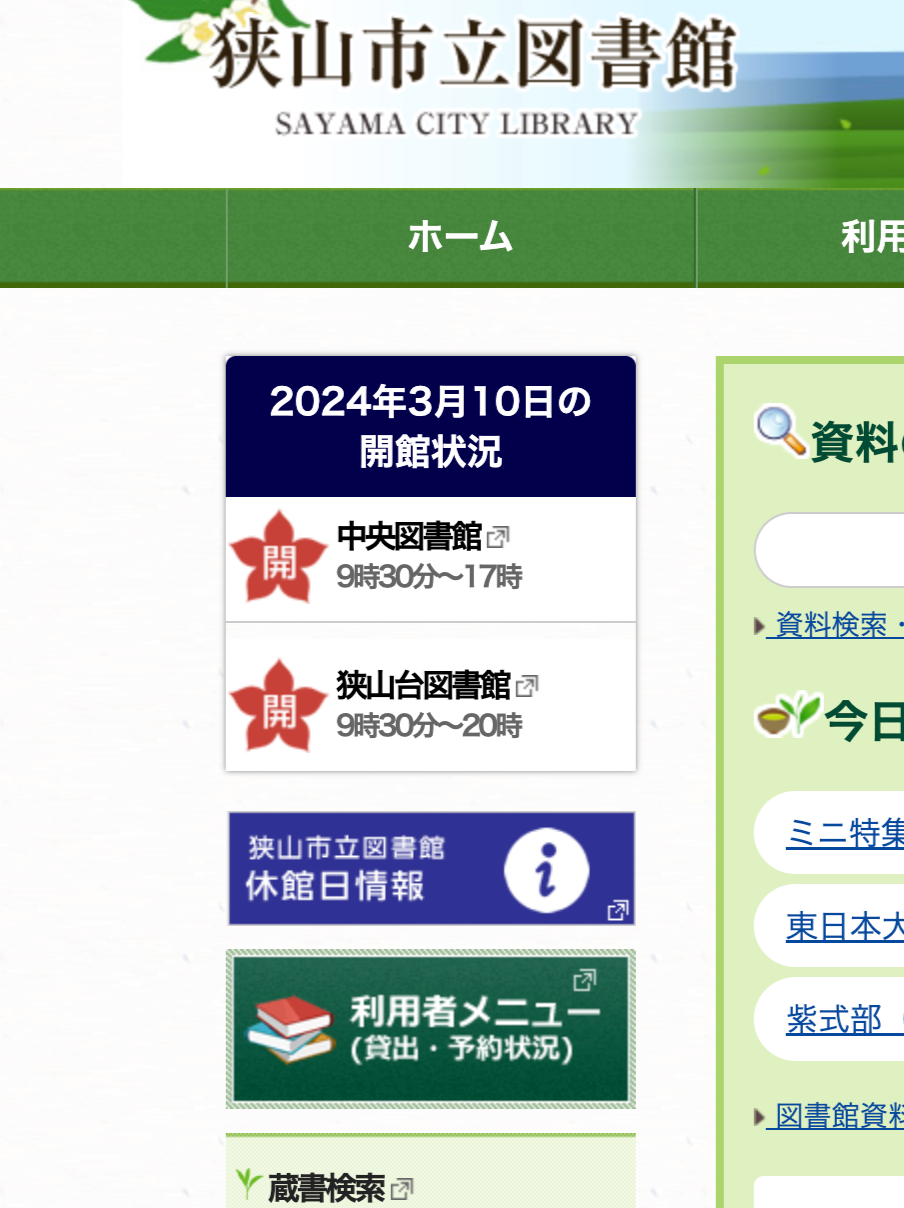 狭山市立図書館
SAYAMA CITY LIBRARY
ホーム
利用
2024年3月10日の
開館状況
開
中央図書館
9時30分～17時
開
狭山台図書館
9時30分～20時
狭山市立図書館
休館日情報
i
利用者メニュー
(貸出・予約状況)
蔵書検索
資料
資料検索・
今日
ミニ特集
東日本大
紫式部
図書館資料